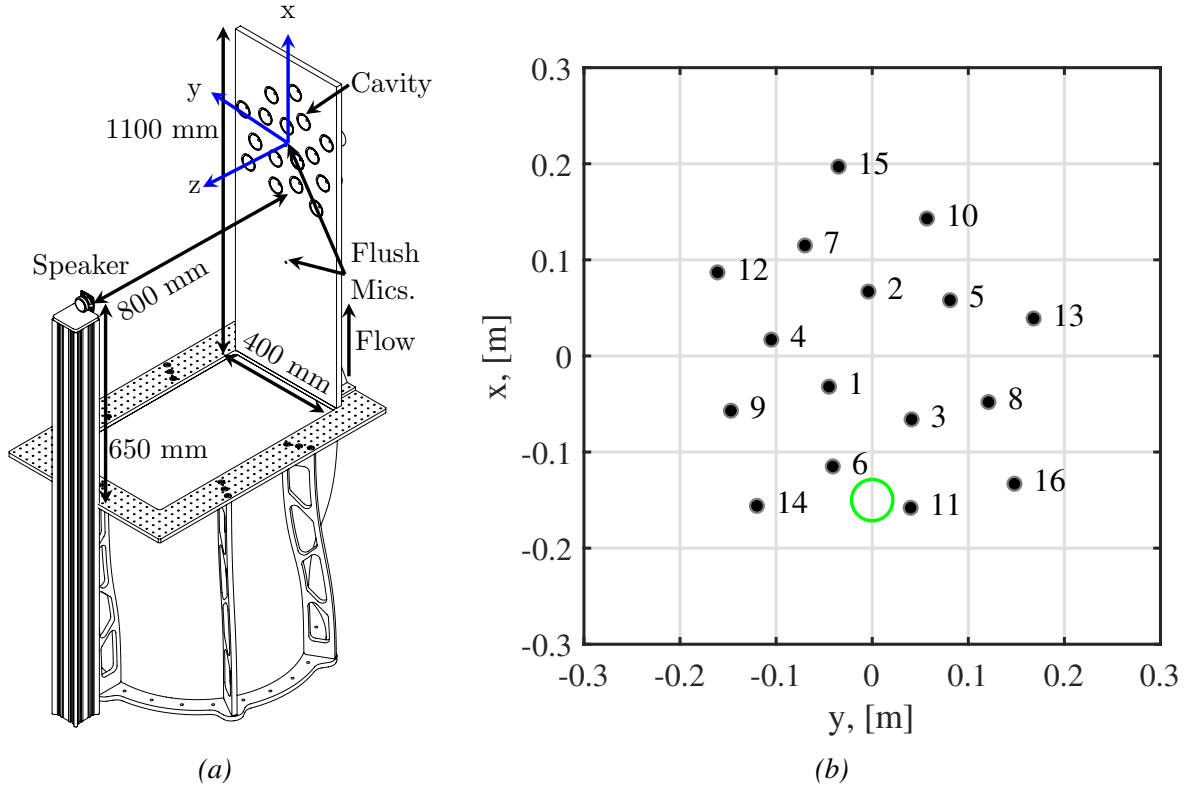 x
Cavity
y
1100 mm
z
Flush
Mics.
Speaker
800 mm
Flow
400 mm
650 mm
(a)
0.3
0.2
0.1
0
-0.1
-0.2
-0.3
x, [m]
15
10
7
12
2
5
13
4
1
9
3
8
6
16
14
11
-0.3 -0.2 -0.1 0 0.1 0.2 0.3
y, [m]
(b)